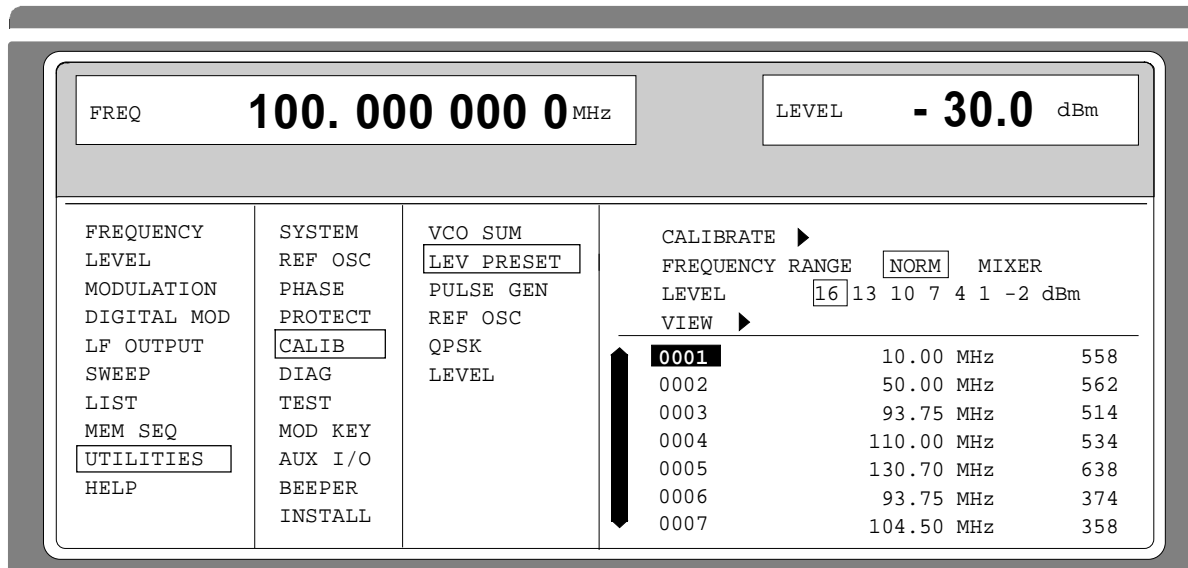 FREQ 100. 000 000 0 MHz
LEVEL - 30.0 dBm
FREQUENCY
LEVEL
MODULATION
DIGITAL MOD
LF OUTPUT
SWEEP
LIST
MEM SEQ
UTILITIES
HELP
SYSTEM
REF OSC
PHASE
PROTECT
CALIB
DIAG
TEST
MOD KEY
AUX I/O
BEEPER
INSTALL
VCO SUM
LEV PRESET
PULSE GEN
REF OSC
QPSK
LEVEL
CALIBRATE
FREQUENCY RANGE NORM MIXER
LEVEL 16 13 10 7 4 1 -2 dBm
VIEW
0001 10.00 MHz 558
0002 50.00 MHz 562
0003 93.75 MHz 514
0004 110.00 MHz 534
0005 130.70 MHz 638
0006 93.75 MHz 374
0007 104.50 MHz 358